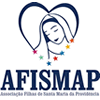 AFISMAP
Associação Filhas de Santa Maria da Providência